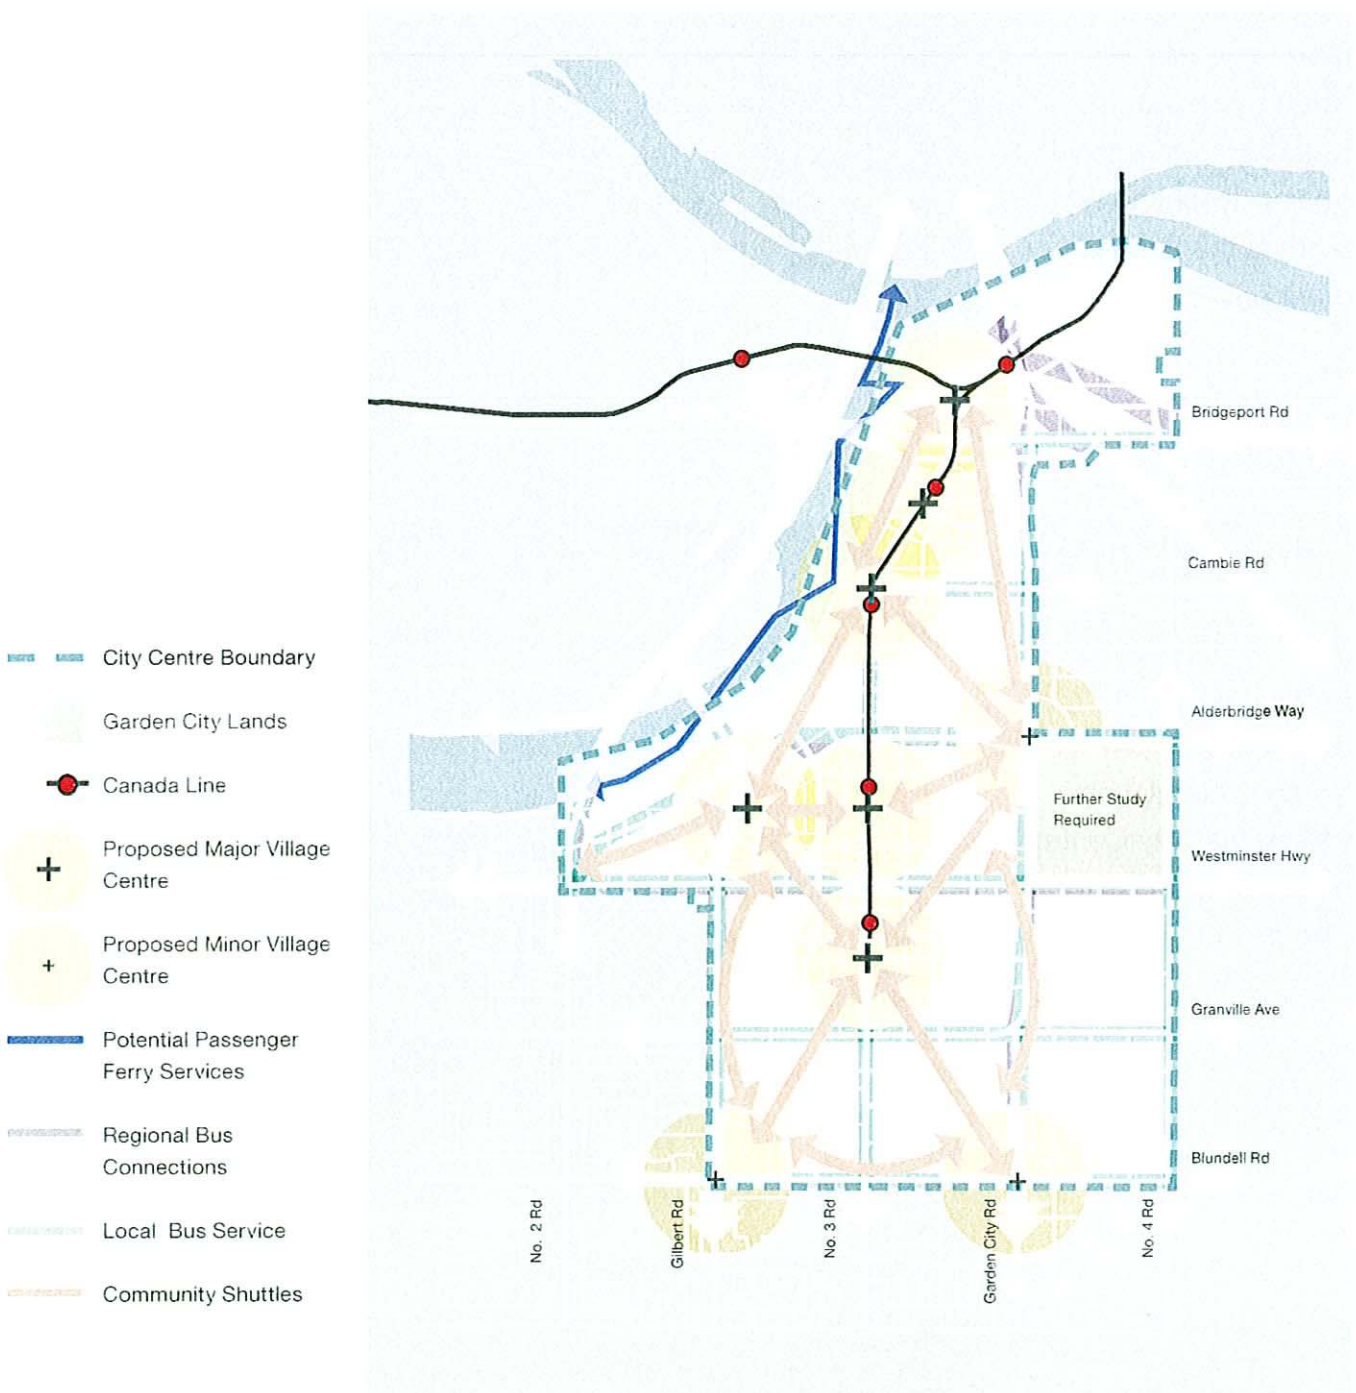 City Centre Boundary
Garden City Lands
Canada Line
Proposed Major Village
Centre
Proposed Minor Village
Centre
Potential Passenger
Ferry Services
Regional Bus
Connections
Local Bus Service
Community Shuttles
Bridgeport Rd
Cambie Rd
Alderbridge Way
Further Study
Required
Westminster Hwy
Granville Ave
Blundell Rd
No. 2 Rd
Gilbert Rd
No. 3 Rd
Garden City Rd
No. 4 Rd